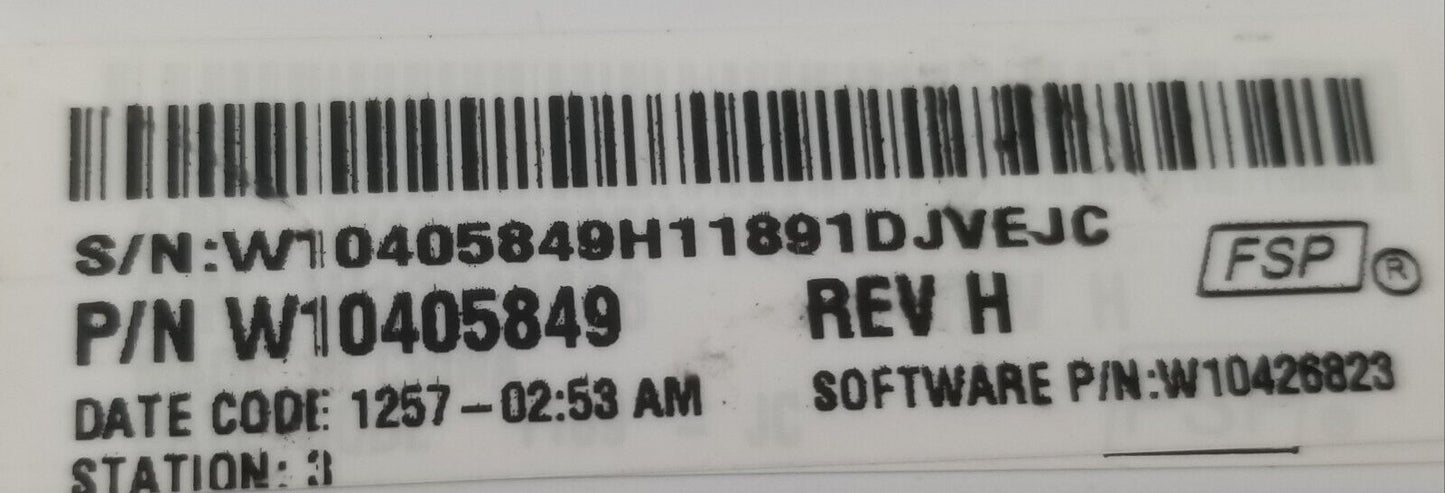 S/N:W10405849H11891DJVEJC
P/N W10405849 REV H FSP®
DATE CODE: 1257-02:53 AM SOFTWARE P/N:W10426823
STATION: 3